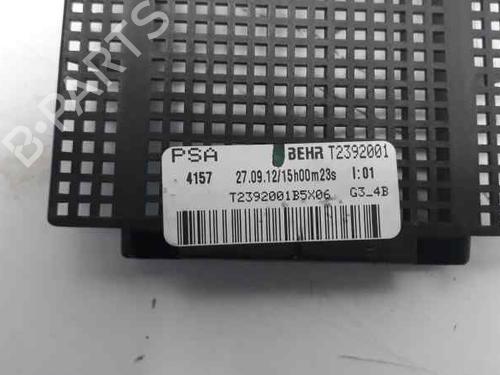 B-PARTS
PSA BEHR T2392001
4157 27.09.12/15h00m23s I:01
T2392001B5X06 G3_4B